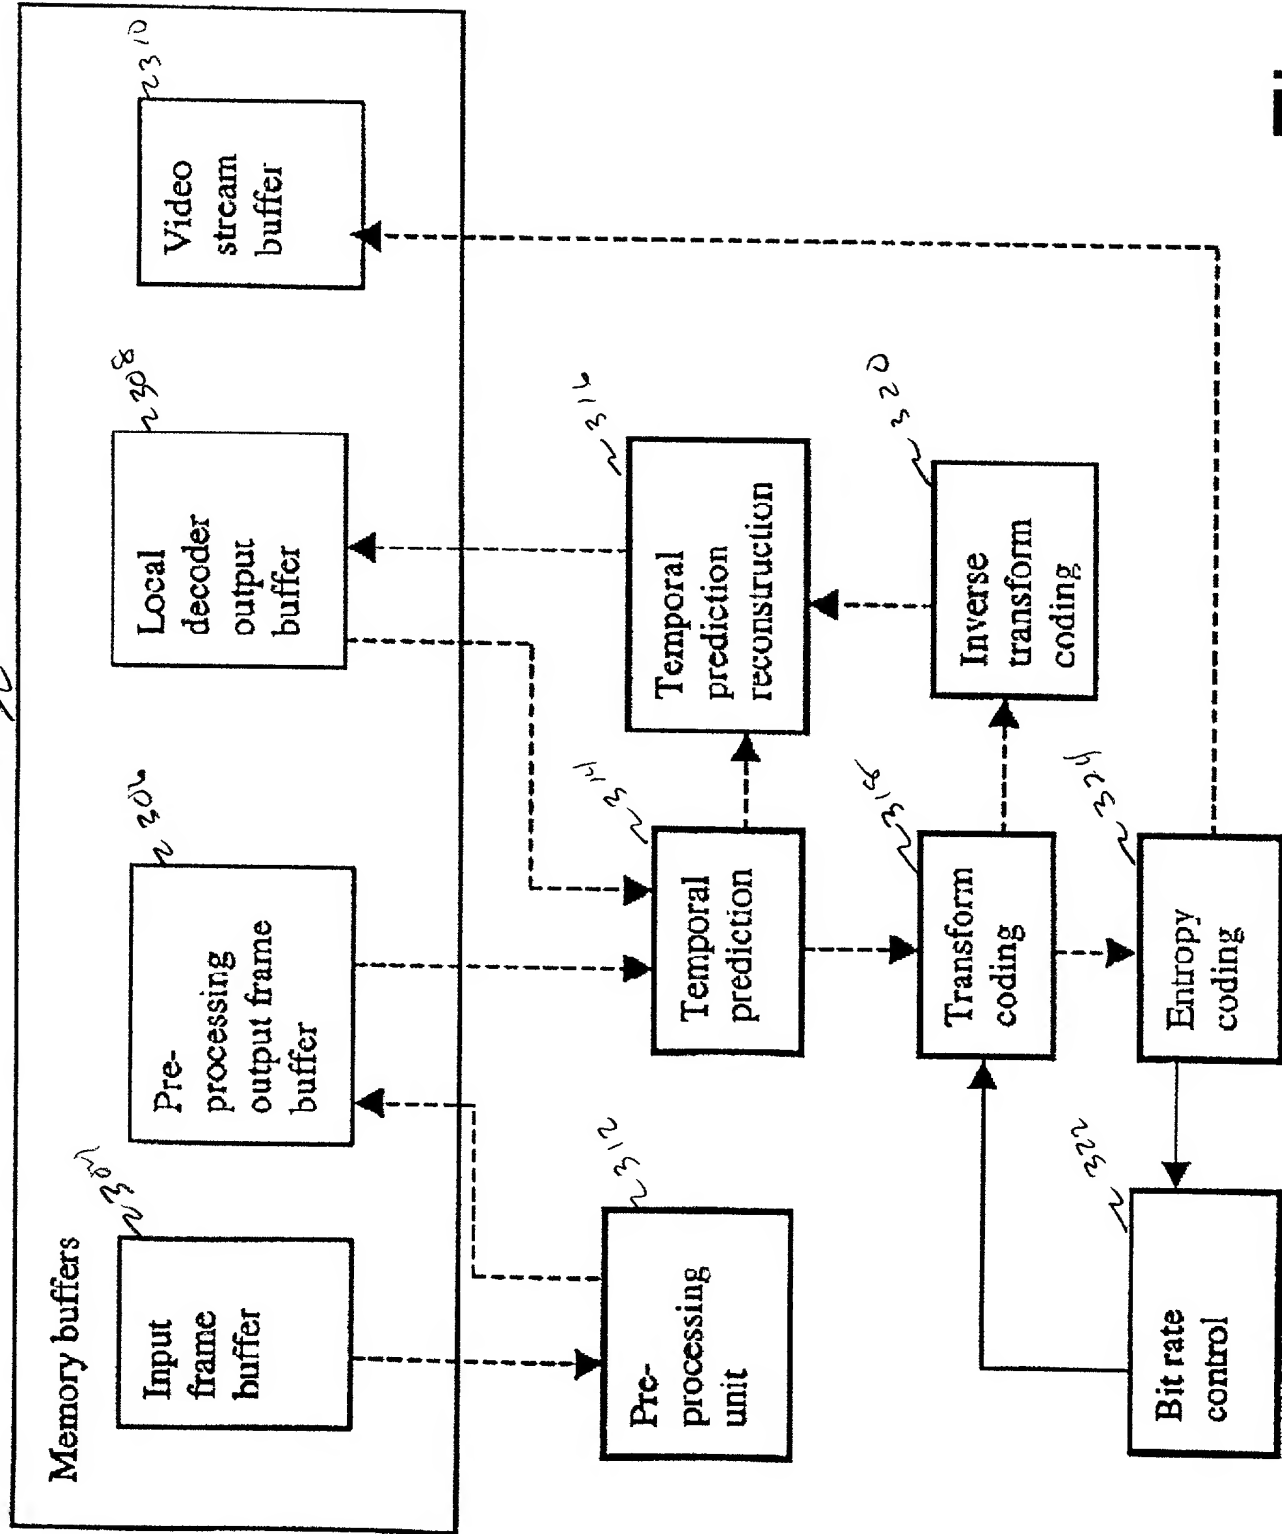 Memory buffers
Input
frame
buffer
304
Pre-
processing
output frame
buffer
306
Local
decoder
output
buffer
308
Video
stream
buffer
310
Pre-
processing
unit
312
Temporal
prediction
314
Temporal
prediction
reconstruction
316
Transform
coding
318
Inverse
transform
coding
320
Bit rate
control
322
Entropy
coding
324